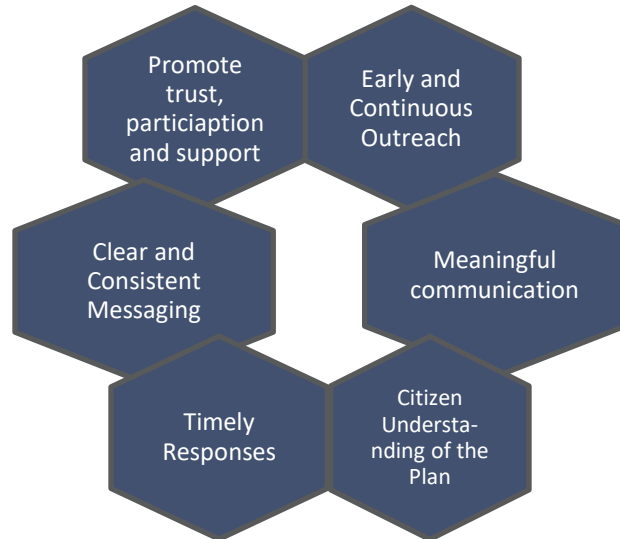 Promote
trust,
particiaption
and support
Early and
Continuous
Outreach
Clear and
Consistent
Messaging
Meaningful
communication
Timely
Responses
Citizen
Understa-
nding of the
Plan